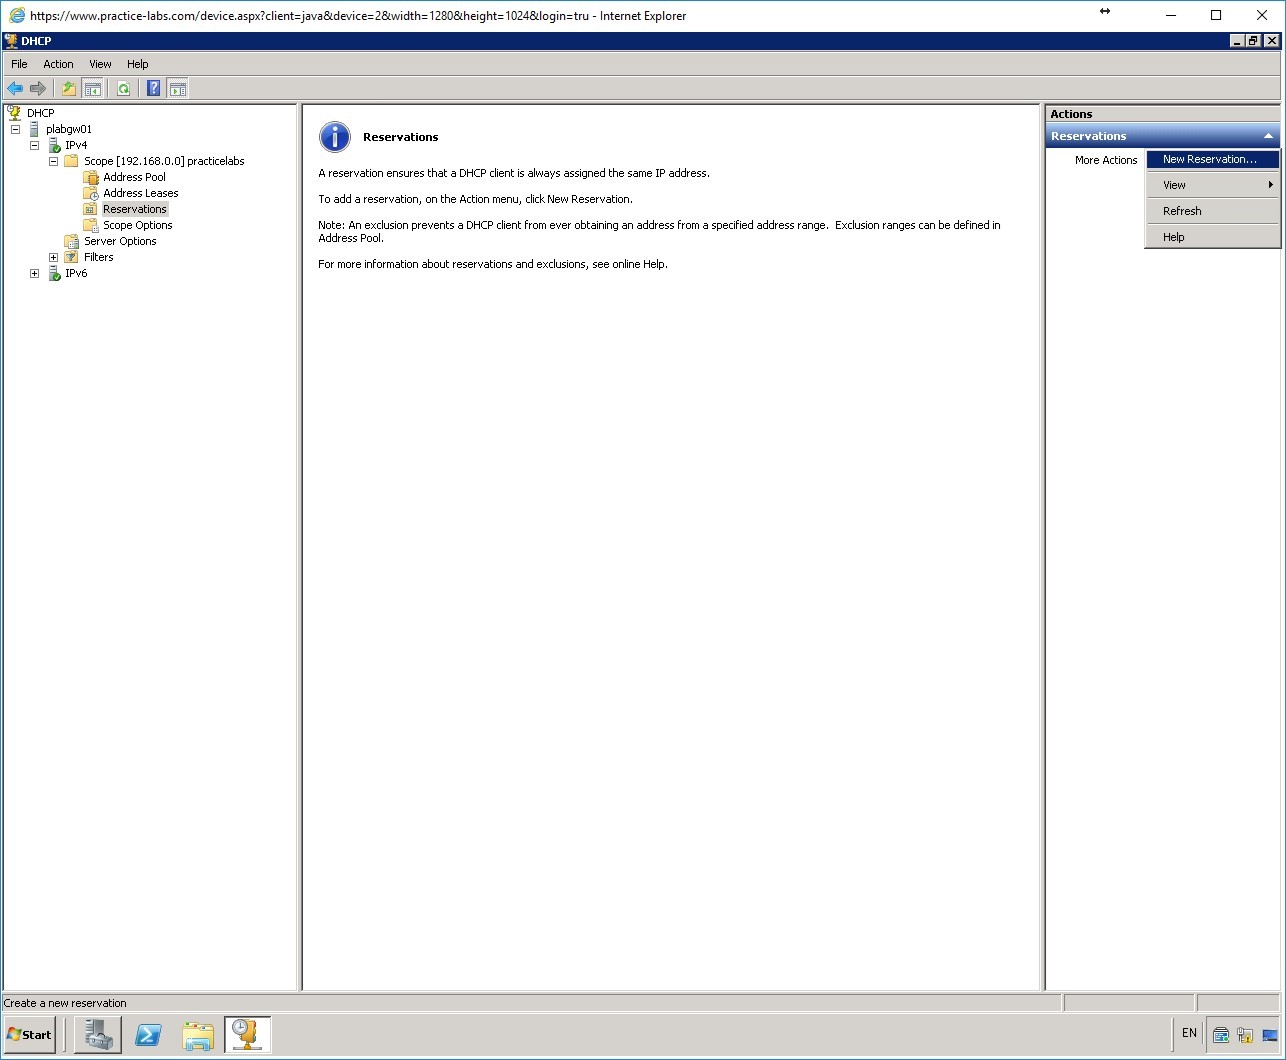 https://www.practice-labs.com/device.aspx?client=java&device=2&width=1280&height=1024&login=tru - Internet Explorer
DHCP
File Action View Help
DHCP
plabgw01
IPv4
Scope [192.168.0.0] practicelabs
Address Pool
Address Leases
Reservations
Scope Options
Server Options
Filters
IPv6
Reservations
A reservation ensures that a DHCP client is always assigned the same IP address.
To add a reservation, on the Action menu, click New Reservation.
Note: An exclusion prevents a DHCP client from ever obtaining an address from a specified address range. Exclusion ranges can be defined in
Address Pool.
For more information about reservations and exclusions, see online Help.
Actions
Reservations
More Actions
New Reservation...
View
Refresh
Help
Create a new reservation
Start
EN